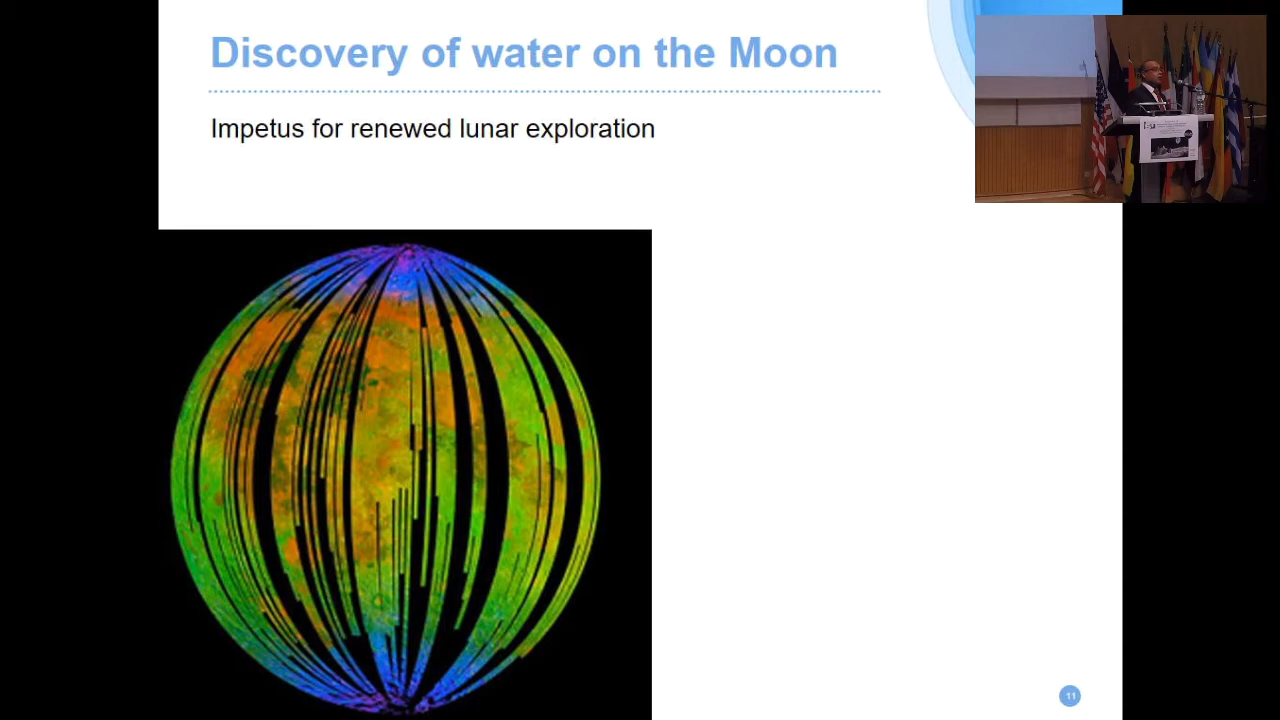 Discovery of water on the Moon
Impetus for renewed lunar exploration
11